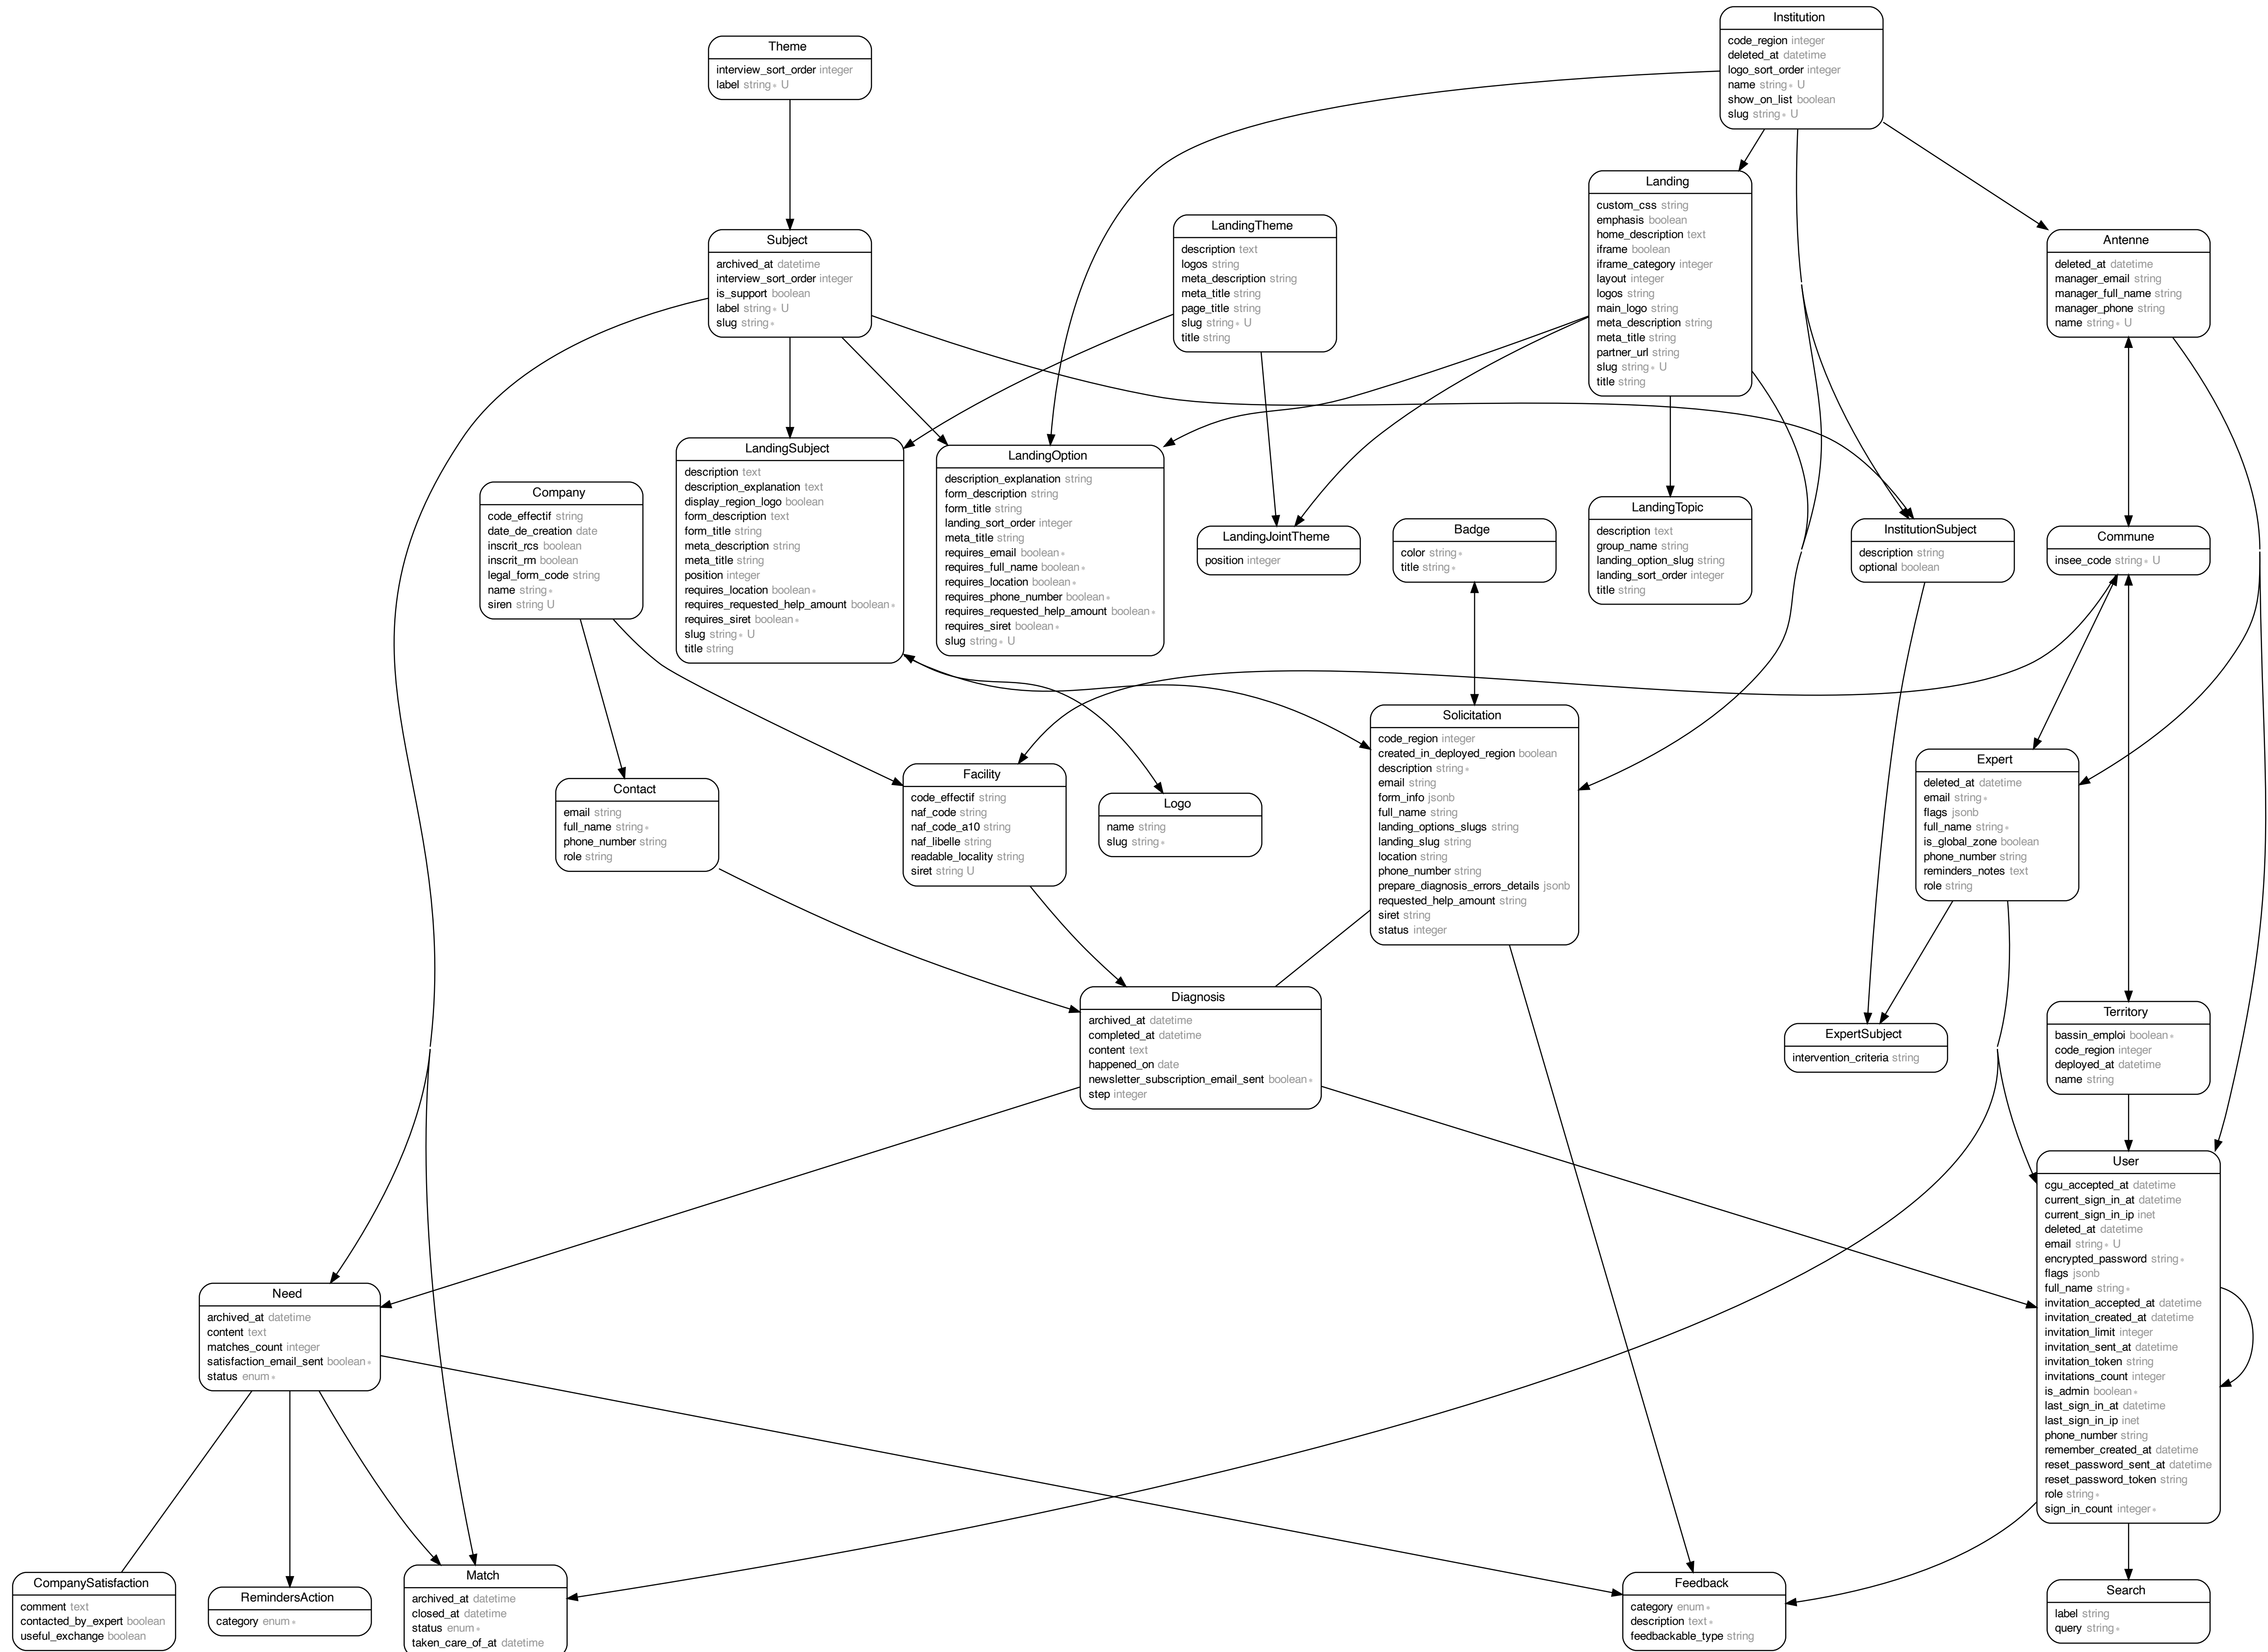 Institution
code_region integer
deleted_at datetime
logo_sort_order integer
name string∗ U
show_on_list boolean
slug string∗ U
Theme
interview_sort_order integer
label string∗ U
Landing
custom_css string
emphasis boolean
home_description text
iframe boolean
iframe_category integer
layout integer
logos string
main_logo string
meta_description string
meta_title string
partner_url string
slug string∗ U
title string
LandingTheme
description text
logos string
meta_description string
meta_title string
page_title string
slug string∗ U
title string
Subject
archived_at datetime
interview_sort_order integer
is_support boolean
label string∗ U
slug string∗
Antenne
deleted_at datetime
manager_email string
manager_full_name string
manager_phone string
name string∗ U
LandingSubject
description text
description_explanation text
display_region_logo boolean
form_description text
form_title string
meta_description string
meta_title string
position integer
requires_location boolean∗
requires_requested_help_amount boolean∗
requires_siret boolean∗
slug string∗ U
title string
LandingOption
description_explanation string
form_description string
form_title string
landing_sort_order integer
meta_title string
requires_email boolean∗
requires_full_name boolean∗
requires_location boolean∗
requires_phone_number boolean∗
requires_requested_help_amount boolean∗
requires_siret boolean∗
slug string∗ U
Company
code_effectif string
date_de_creation date
inscrit_rcs boolean
inscrit_rm boolean
legal_form_code string
name string∗
siren string U
LandingTopic
description text
group_name string
landing_option_slug string
landing_sort_order integer
title string
LandingJointTheme
position integer
Badge
color string∗
title string∗
InstitutionSubject
description string
optional boolean
Commune
insee_code string∗ U
Solicitation
code_region integer
created_in_deployed_region boolean
description string∗
email string
form_info jsonb
full_name string
landing_options_slugs string
landing_slug string
location string
phone_number string
prepare_diagnosis_errors_details jsonb
requested_help_amount string
siret string
status integer
Expert
deleted_at datetime
email string∗
flags jsonb
full_name string∗
is_global_zone boolean
phone_number string
reminders_notes text
role string
Facility
code_effectif string
naf_code string
naf_code_a10 string
naf_libelle string
readable_locality string
siret string U
Contact
email string
full_name string∗
phone_number string
role string
Logo
name string
slug string∗
Diagnosis
archived_at datetime
completed_at datetime
content text
happened_on date
newsletter_subscription_email_sent boolean∗
step integer
ExpertSubject
intervention_criteria string
Territory
bassin_emploi boolean∗
code_region integer
deployed_at datetime
name string
User
cgu_accepted_at datetime
current_sign_in_at datetime
current_sign_in_ip inet
deleted_at datetime
email string∗ U
encrypted_password string∗
flags jsonb
full_name string∗
invitation_accepted_at datetime
invitation_created_at datetime
invitation_limit integer
invitation_sent_at datetime
invitation_token string
invitations_count integer
is_admin boolean∗
last_sign_in_at datetime
last_sign_in_ip inet
phone_number string
remember_created_at datetime
reset_password_sent_at datetime
reset_password_token string
role string∗
sign_in_count integer∗
Need
archived_at datetime
content text
matches_count integer
satisfaction_email_sent boolean∗
status enum∗
CompanySatisfaction
comment text
contacted_by_expert boolean
useful_exchange boolean
RemindersAction
category enum∗
Match
archived_at datetime
closed_at datetime
status enum∗
taken_care_of_at datetime
Feedback
category enum∗
description text∗
feedbackable_type string
Search
label string
query string∗